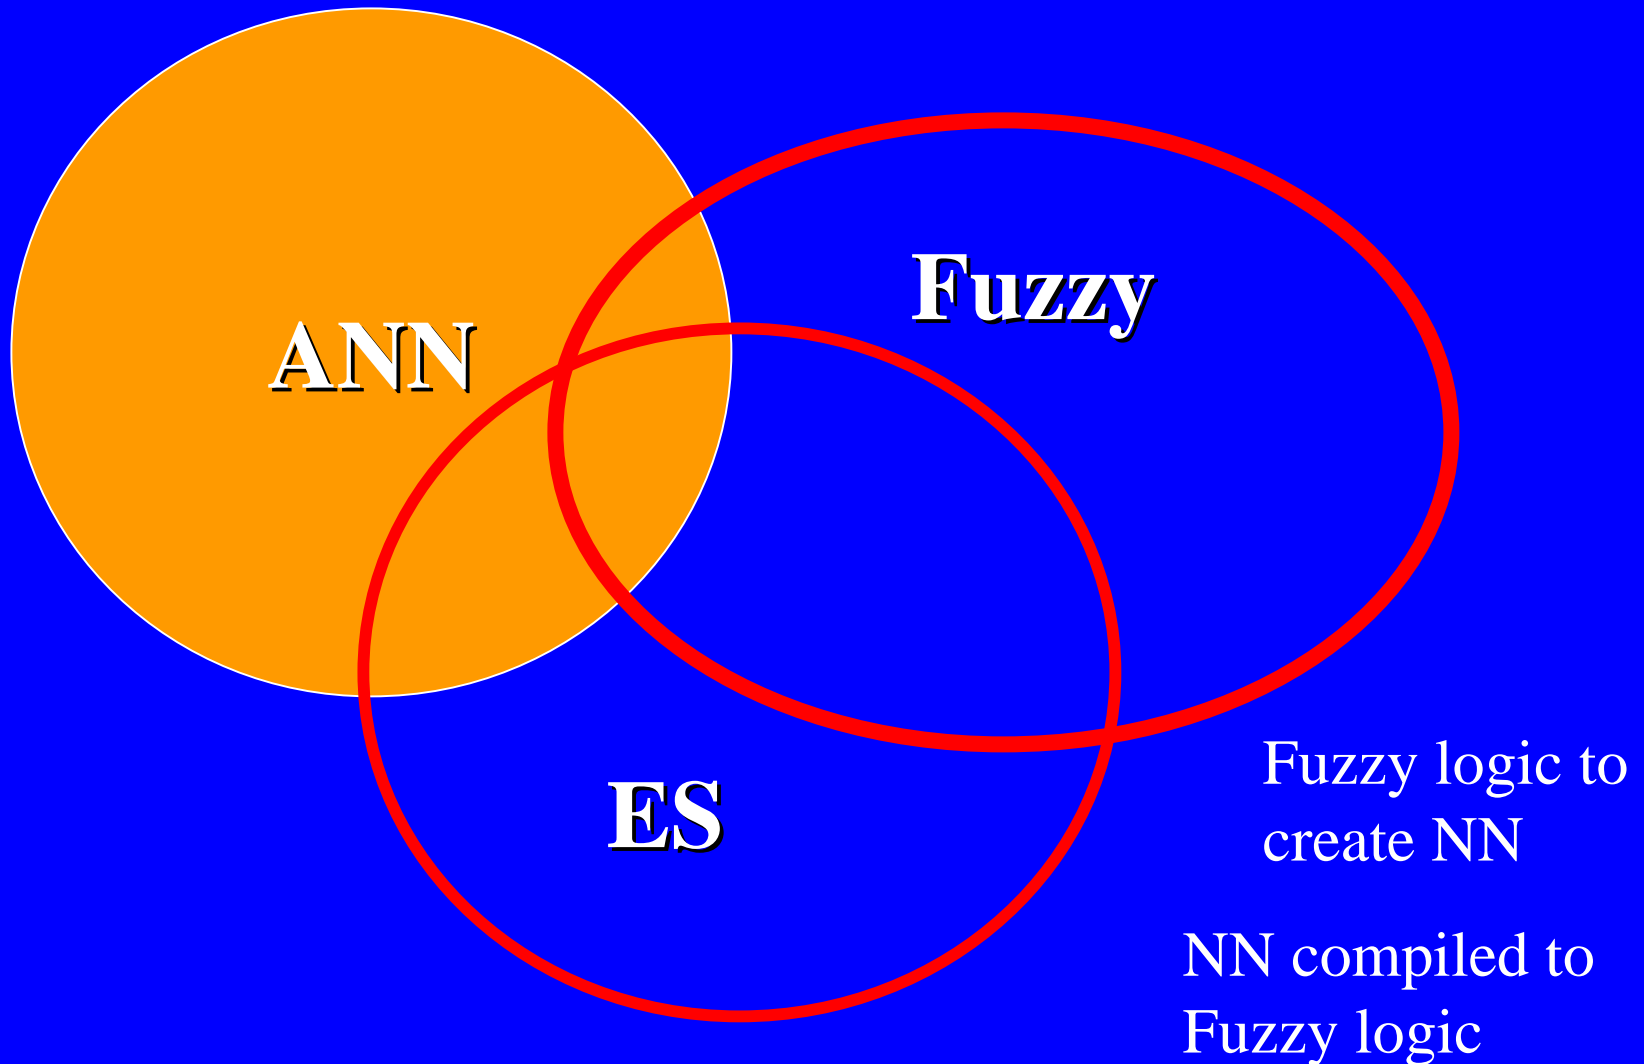 Fuzzy
ANN
ES
Fuzzy logic to
create NN
NN compiled to
Fuzzy logic